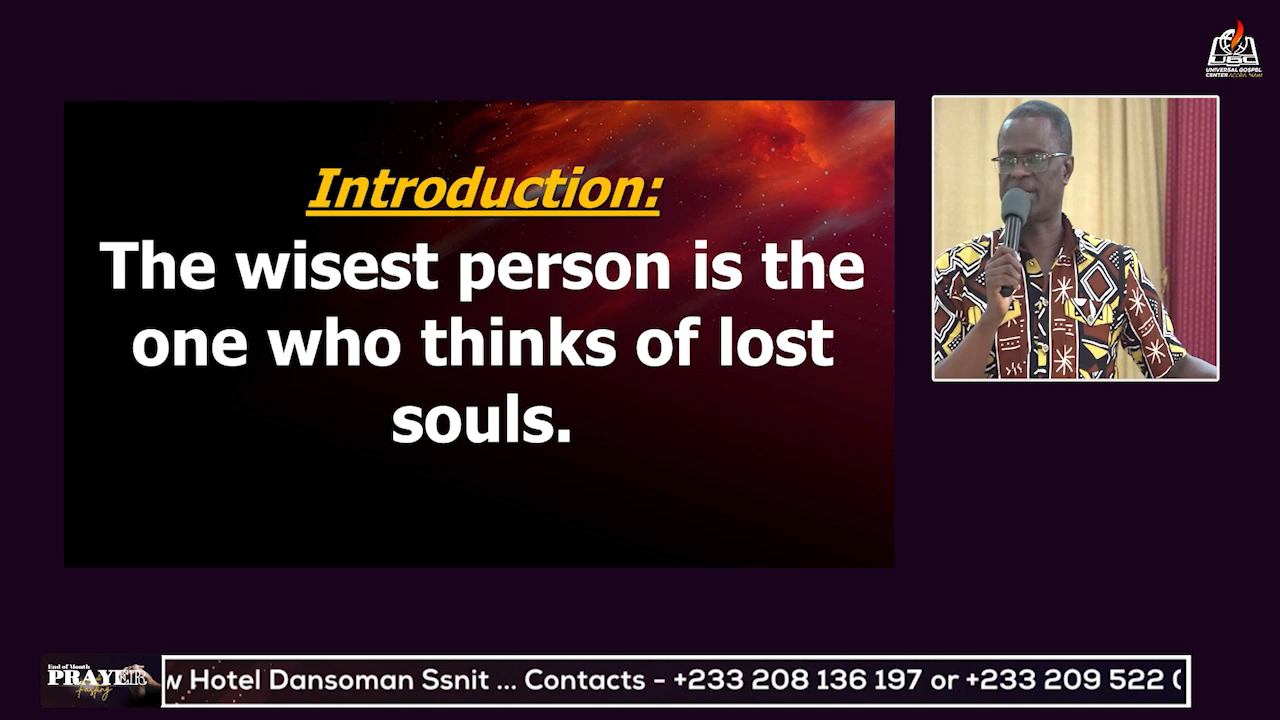 UGC
UNIVERSAL GOSPEL
CENTER
Introduction:
The wisest person is the
one who thinks of lost
souls.
End of Month
PRAYER
Fasting
Hotel Dansoman Ssnit ... Contacts - +233 208 136 197 or +233 209 522